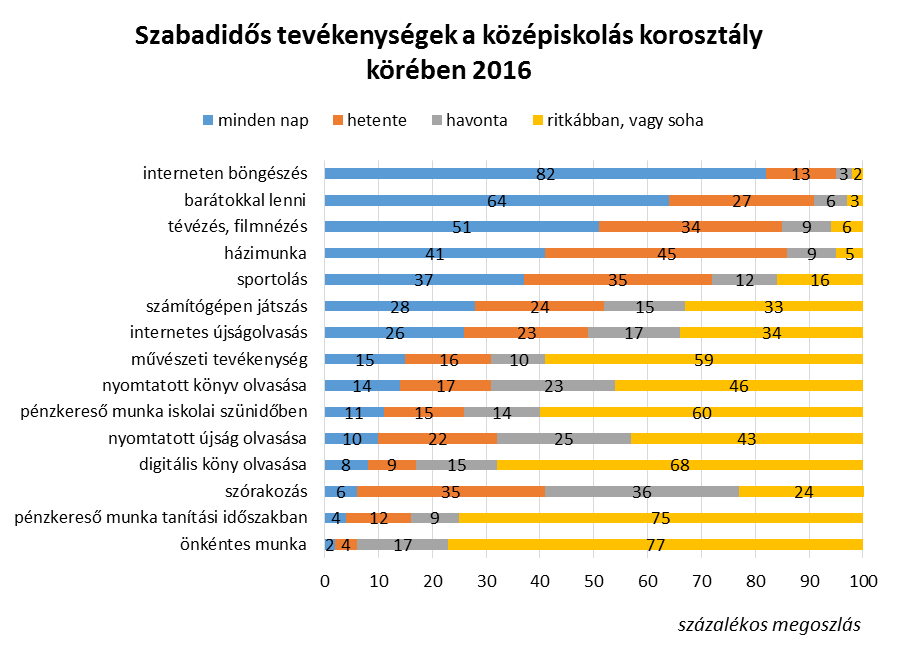 Szabadidős tevékenységek a középiskolás korosztály
körében 2016
minden nap hetente havonta ritkábban, vagy soha
interneten böngészés 82 13 3 2
barátokkal lenni 64 27 6 3
tévézés, filmnézés 51 34 9 6
házimunka 41 45 9 5
sportolás 37 35 12 16
számítógépen játszás 28 24 15 33
internetes újságolvasás 26 23 17 34
művészeti tevékenység 15 16 10 59
nyomtatott könyv olvasása 14 17 23 46
pénzkereső munka iskolai szünidőben 11 15 14 60
nyomtatott újság olvasása 10 22 25 43
digitális köny olvasása 8 9 15 68
szórakozás 6 35 36 24
pénzkereső munka tanítási időszakban 4 12 9 75
önkéntes munka 2 4 17 77
0 10 20 30 40 50 60 70 80 90 100
százalékos megoszlás